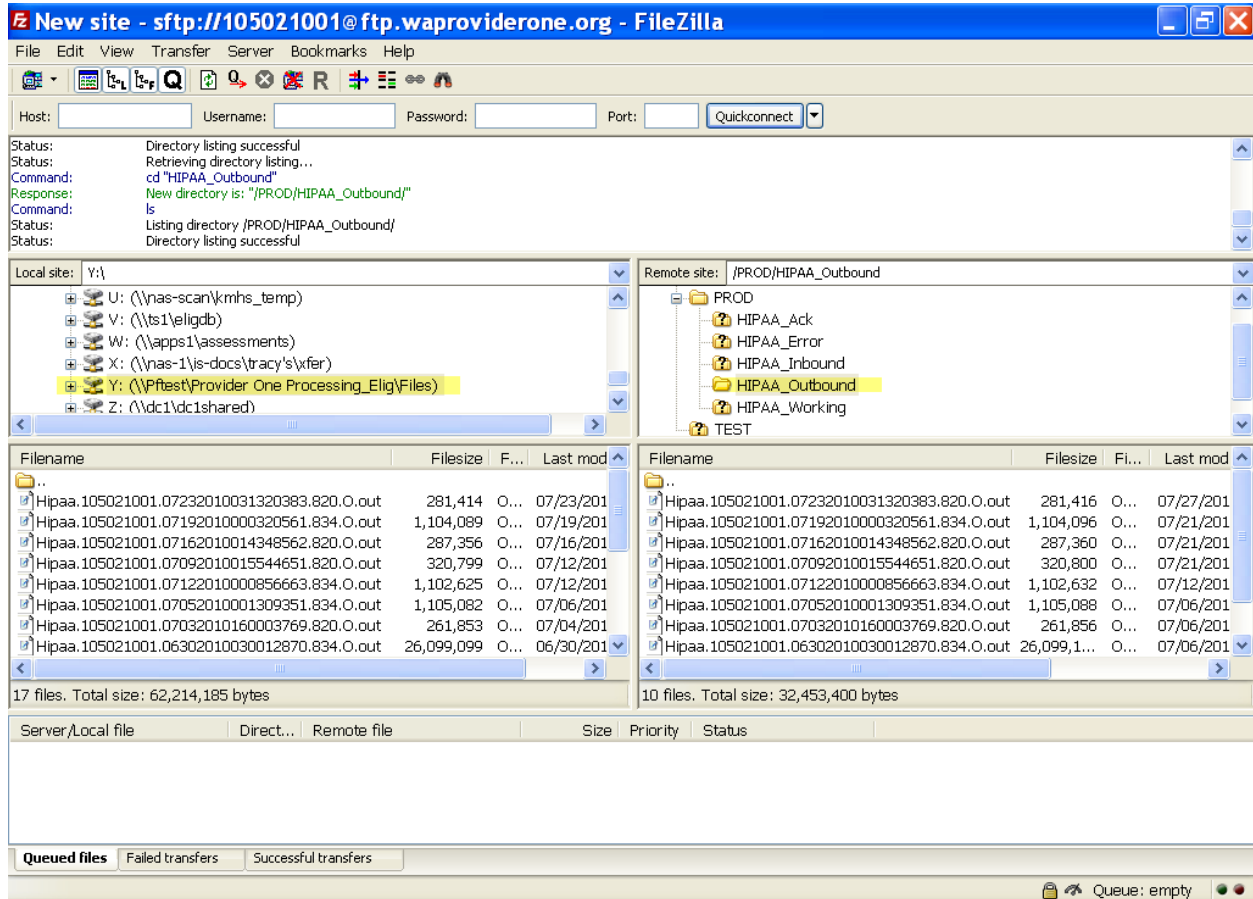 New site - sftp://105021001@ftp.waproviderone.org - FileZilla
File Edit View Transfer Server Bookmarks Help
Host: Username: Password: Port: Quickconnect
Status: Directory listing successful
Status: Retrieving directory listing...
Command: cd "HIPAA_Outbound"
Response: New directory is: "/PROD/HIPAA_Outbound/"
Command: ls
Status: Listing directory /PROD/HIPAA_Outbound/
Status: Directory listing successful
Local site: Y:\
U: (\\nas-scan\kmhs_temp)
V: (\\ts1\eligdb)
W: (\\apps1\assessments)
X: (\\nas-1\is-docs\tracy's\xfer)
Y: (\\Pftest\Provider One Processing_Elig\Files)
Z: (\\dc1\dc1shared)
Remote site: /PROD/HIPAA_Outbound
PROD
HIPAA_Ack
HIPAA_Error
HIPAA_Inbound
HIPAA_Outbound
HIPAA_Working
TEST
Filename Filesize F... Last mod
..
Hipaa.105021001.07232010031320383.820.O.out 281,414 O... 07/23/201
Hipaa.105021001.07192010000320561.834.O.out 1,104,089 O... 07/19/201
Hipaa.105021001.07162010014348562.820.O.out 287,356 O... 07/16/201
Hipaa.105021001.07092010015544651.820.O.out 320,799 O... 07/12/201
Hipaa.105021001.07122010000856663.834.O.out 1,102,625 O... 07/12/201
Hipaa.105021001.07052010001309351.834.O.out 1,105,082 O... 07/06/201
Hipaa.105021001.07032010160003769.820.O.out 261,853 O... 07/04/201
Hipaa.105021001.06302010030012870.834.O.out 26,099,099 O... 06/30/201
17 files. Total size: 62,214,185 bytes
Filename Filesize Fi... Last mod
..
Hipaa.105021001.07232010031320383.820.O.out 281,416 O... 07/27/201
Hipaa.105021001.07192010000320561.834.O.out 1,104,096 O... 07/21/201
Hipaa.105021001.07162010014348562.820.O.out 287,360 O... 07/21/201
Hipaa.105021001.07092010015544651.820.O.out 320,800 O... 07/21/201
Hipaa.105021001.07122010000856663.834.O.out 1,102,632 O... 07/12/201
Hipaa.105021001.07052010001309351.834.O.out 1,105,088 O... 07/06/201
Hipaa.105021001.07032010160003769.820.O.out 261,856 O... 07/06/201
Hipaa.105021001.06302010030012870.834.O.out 26,099,1... O... 07/06/201
10 files. Total size: 32,453,400 bytes
Server/Local file Direct... Remote file Size Priority Status
Queued files Failed transfers Successful transfers
Queue: empty